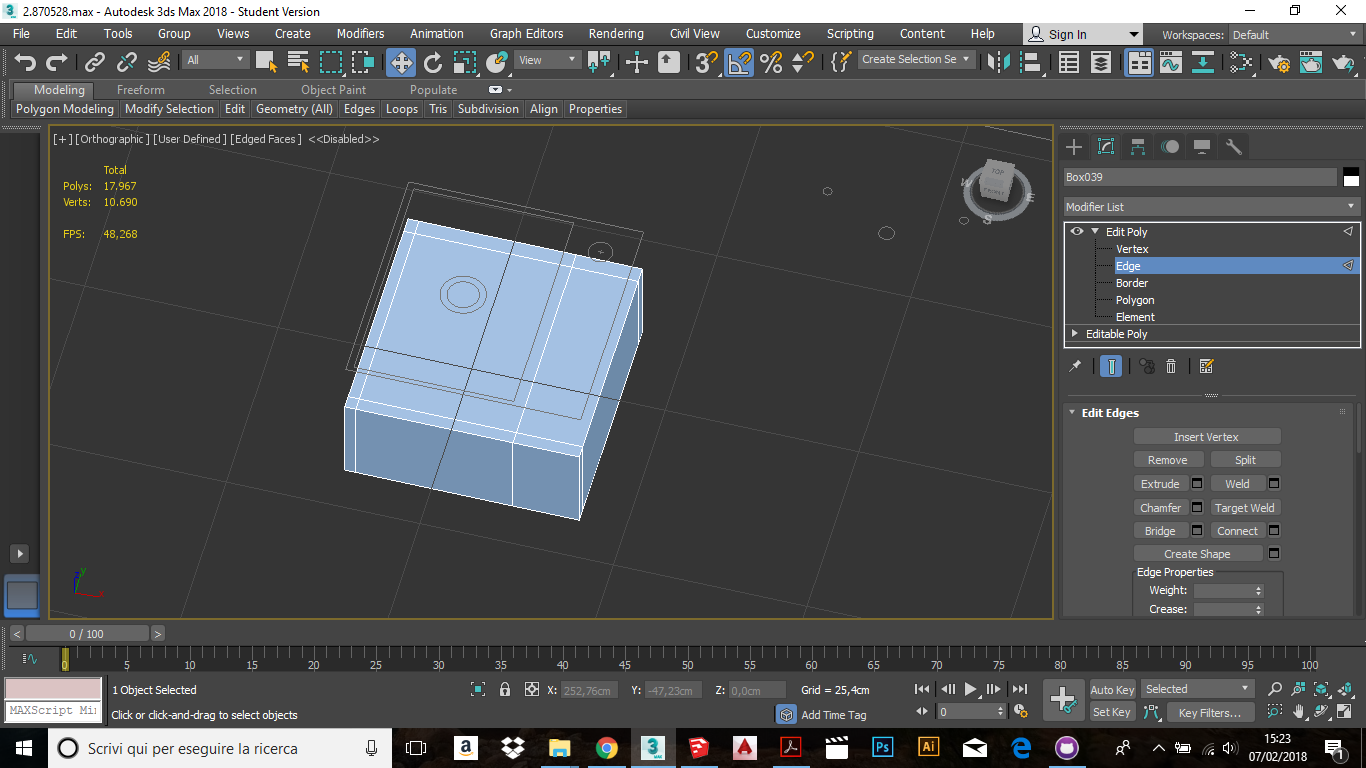 2.870528.max - Autodesk 3ds Max 2018 - Student Version
File Edit Tools Group Views Create Modifiers Animation Graph Editors Rendering Civil View Customize Scripting Content Help Sign In Workspaces: Default
All View Create Selection Se
Modeling Freeform Selection Object Paint Populate
Polygon Modeling Modify Selection Edit Geometry (All) Edges Loops Tris Subdivision Align Properties
[+] [Orthographic] [User Defined] [Edged Faces] <<Disabled>>
Total
Polys: 17.967
Verts: 10.690
FPS: 48,268
TOP
FRONT
W
E
S
Box039
Modifier List
Edit Poly
Vertex
Edge
Border
Polygon
Element
Editable Poly
Edit Edges
Insert Vertex
Remove Split
Extrude Weld
Chamfer Target Weld
Bridge Connect
Create Shape
Edge Properties
Weight:
Crease:
y
< 0 / 100 >
0 5 10 15 20 25 30 35 40 45 50 55 60 65 70 75 80 85 90 95 100
1 Object Selected X: 252,76cm Y: -47,23cm Z: 0,0cm Grid = 25,4cm Auto Key Selected
MAXScript Mi
Click or click-and-drag to select objects Add Time Tag 0 Set Key Key Filters...
Scrivi qui per eseguire la ricerca a 3 MAX A Ps Ai e 15:23
07/02/2018 1